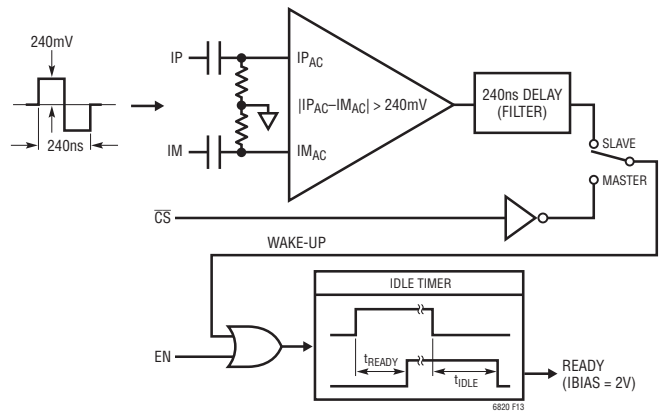 240mV
240ns
IP
IPAC
|IPAC–IMAC| > 240mV
IM
IMAC
240ns DELAY
(FILTER)
SLAVE
MASTER
CS
WAKE-UP
EN
IDLE TIMER
tREADY
tIDLE
READY
(IBIAS = 2V)
6820 F13